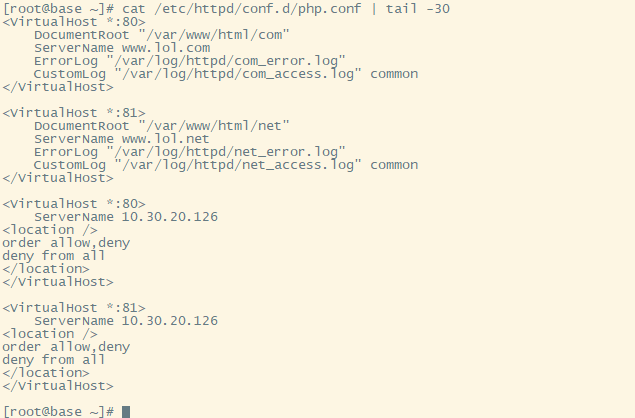 [root@base ~]# cat /etc/httpd/conf.d/php.conf | tail -30
<VirtualHost *:80>
    DocumentRoot "/var/www/html/com"
    ServerName www.lol.com
    ErrorLog "/var/log/httpd/com_error.log"
    CustomLog "/var/log/httpd/com_access.log" common
</VirtualHost>

<VirtualHost *:81>
    DocumentRoot "/var/www/html/net"
    ServerName www.lol.net
    ErrorLog "/var/log/httpd/net_error.log"
    CustomLog "/var/log/httpd/net_access.log" common
</VirtualHost>

<VirtualHost *:80>
    ServerName 10.30.20.126
<location />
order allow,deny
deny from all
</location>
</VirtualHost>

<VirtualHost *:81>
    ServerName 10.30.20.126
<location />
order allow,deny
deny from all
</location>
</VirtualHost>

[root@base ~]#